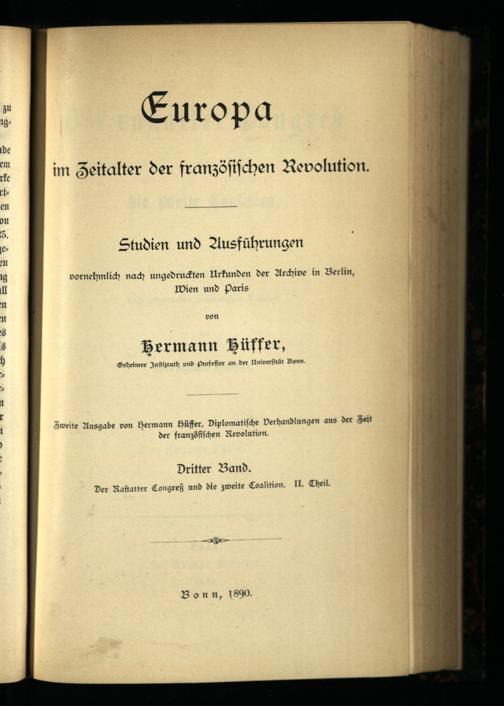 Europa
im Zeitalter der französischen Revolution.
Studien und Ausführungen
vornehmlich nach ungedruckten Urkunden der Archive in Berlin,
Wien und Paris
von
Hermann Hüffer,
Geheimer Justizrath und Professor an der Universität Bonn.
Zweite Ausgabe von Hermann Hüffer, Diplomatische Verhandlungen aus der Zeit
der französischen Revolution.
Dritter Band.
Der Rastatter Congreß und die zweite Coalition. II. Theil.
Bonn, 1890.